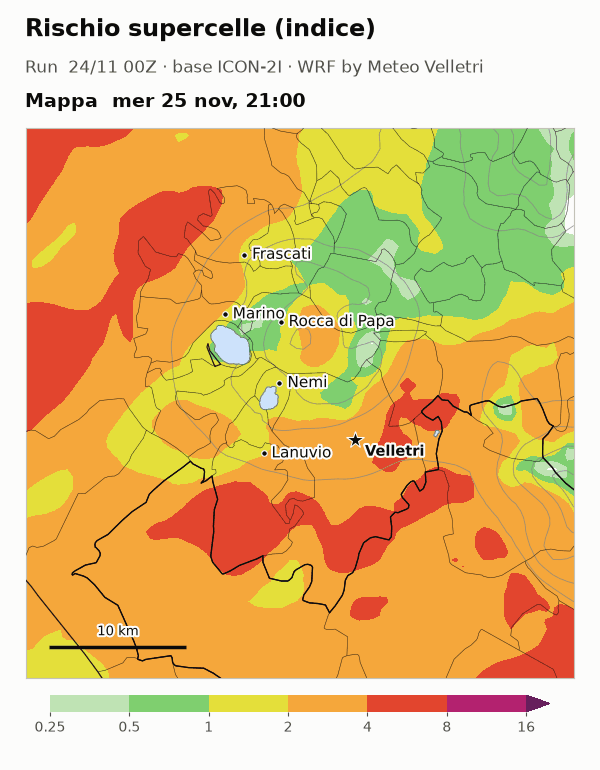 Rischio supercelle (indice)
Run  24/11 00Z · base ICON-2I · WRF by Meteo Velletri
Mappa  mer 25 nov, 21:00
Frascati
Marino
Rocca di Papa
Nemi
Velletri
Lanuvio
10 km
0.25 0.5 1 2 4 8 16